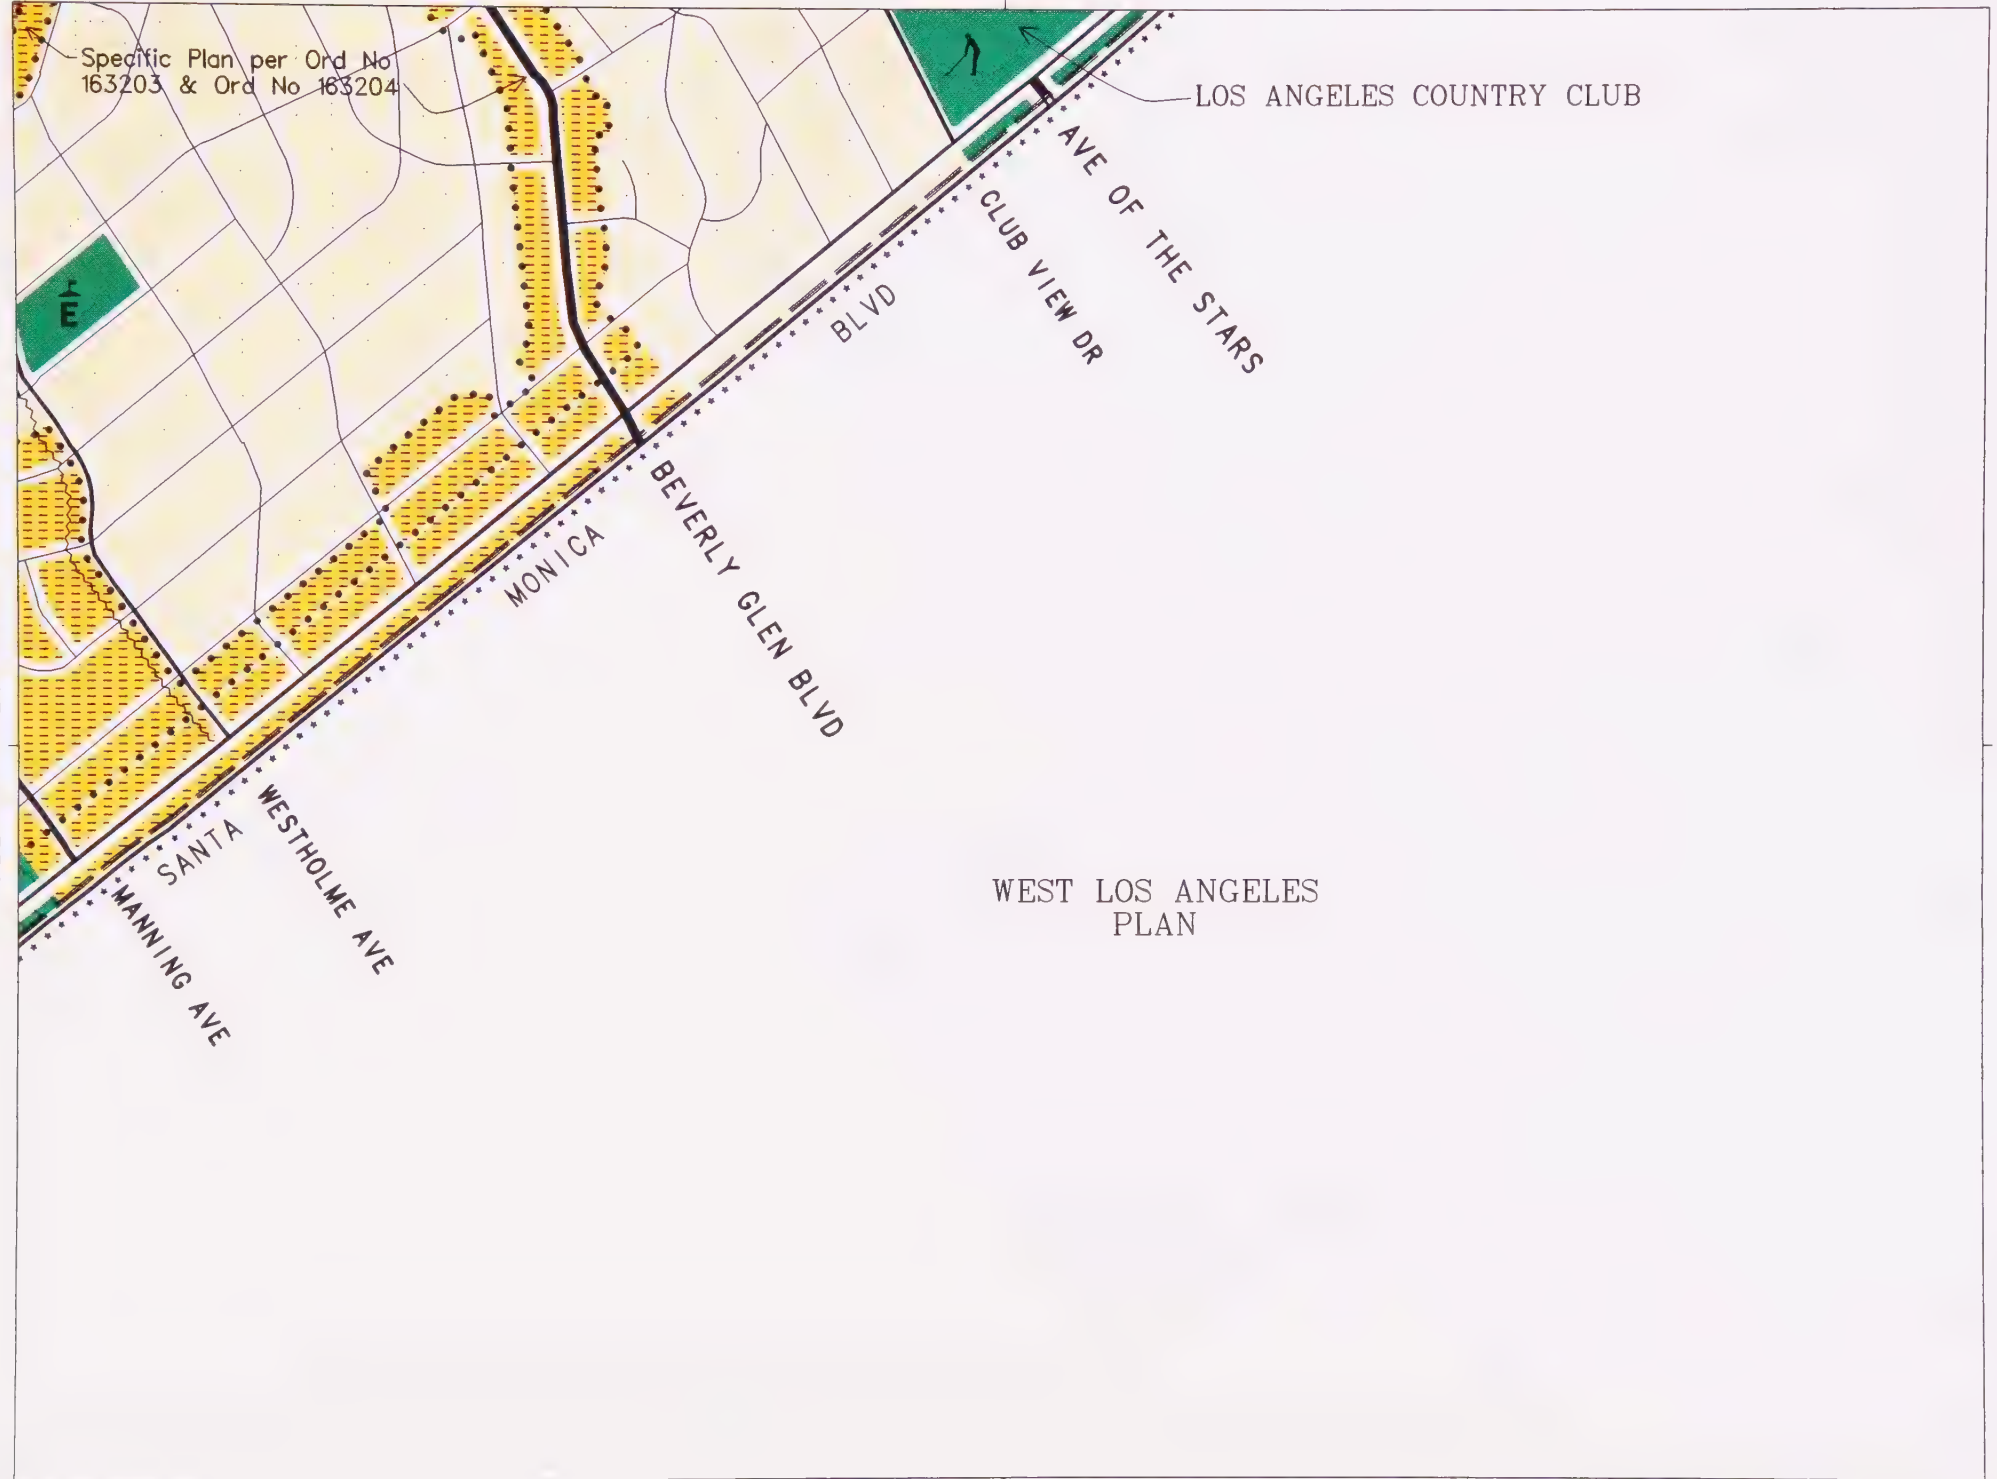 Specific Plan per Ord No
163203 & Ord No 163204
LOS ANGELES COUNTRY CLUB
AVE OF THE STARS
CLUB VIEW DR
BLVD
E
MONICA
BEVERLY GLEN BLVD
SANTA
WESTHOLME AVE
MANNING AVE
WEST LOS ANGELES
PLAN